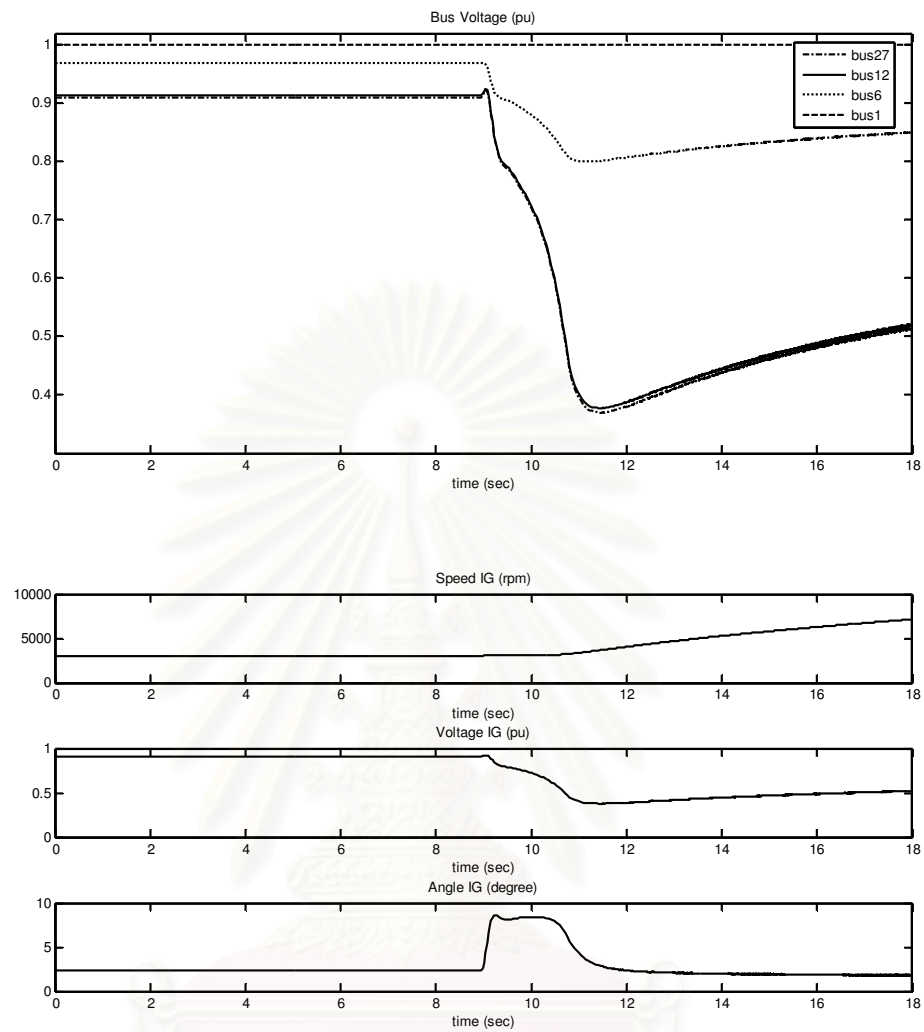 Bus Voltage (pu)
1
0.9
0.8
0.7
0.6
0.5
0.4
bus27
bus12
bus6
bus1
0 2 4 6 8 10 12 14 16 18
time (sec)
Speed IG (rpm)
10000
5000
0
0 2 4 6 8 10 12 14 16 18
time (sec)
Voltage IG (pu)
1
0.5
0
0 2 4 6 8 10 12 14 16 18
time (sec)
Angle IG (degree)
10
5
0
0 2 4 6 8 10 12 14 16 18
time (sec)